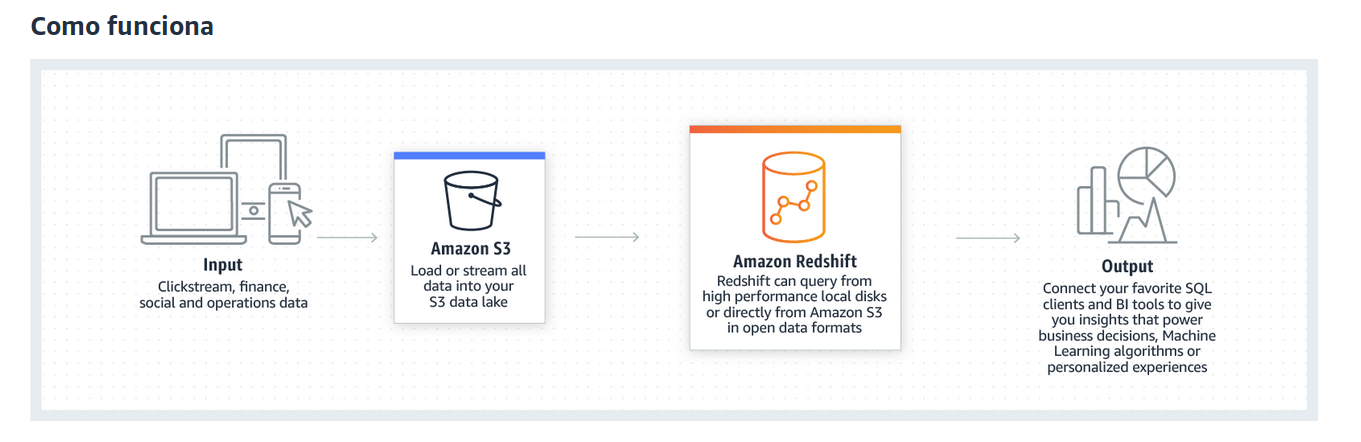 Como funciona
Input
Clickstream, finance,
social and operations data
Amazon S3
Load or stream all
data into your
S3 data lake
Amazon Redshift
Redshift can query from
high performance local disks
or directly from Amazon S3
in open data formats
Output
Connect your favorite SQL
clients and BI tools to give
you insights that power
business decisions, Machine
Learning algorithms or
personalized experiences